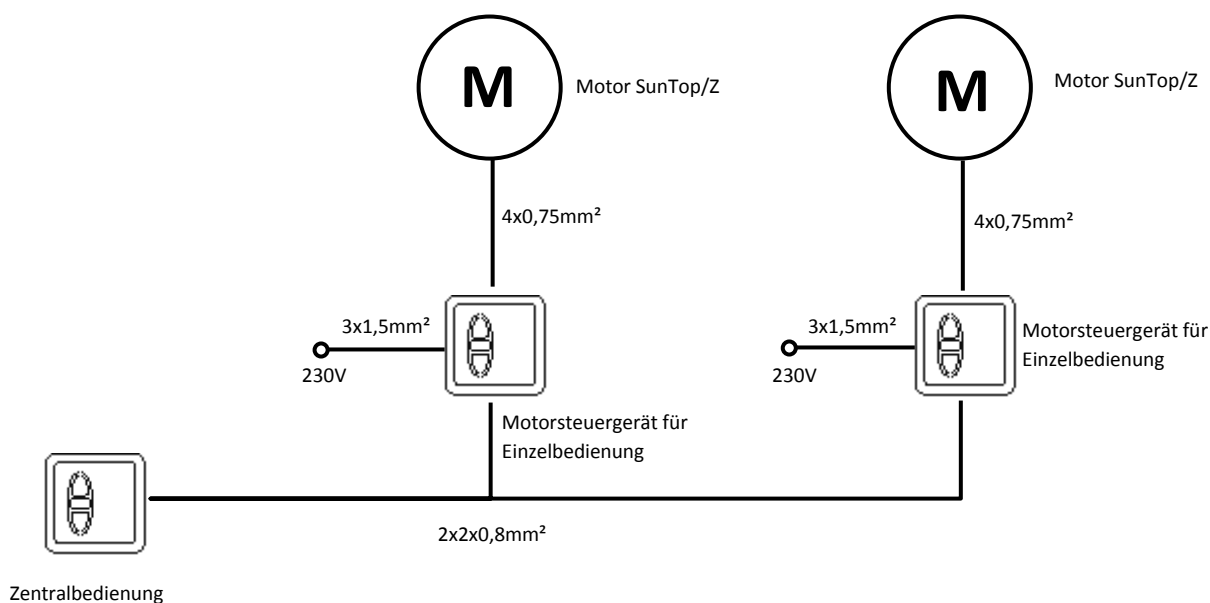 M
Motor SunTop/Z
M
Motor SunTop/Z
4x0,75mm²
4x0,75mm²
3x1,5mm²
230V
3x1,5mm²
230V
Motorsteuergerät für
Einzelbedienung
Motorsteuergerät für
Einzelbedienung
2x2x0,8mm²
Zentralbedienung